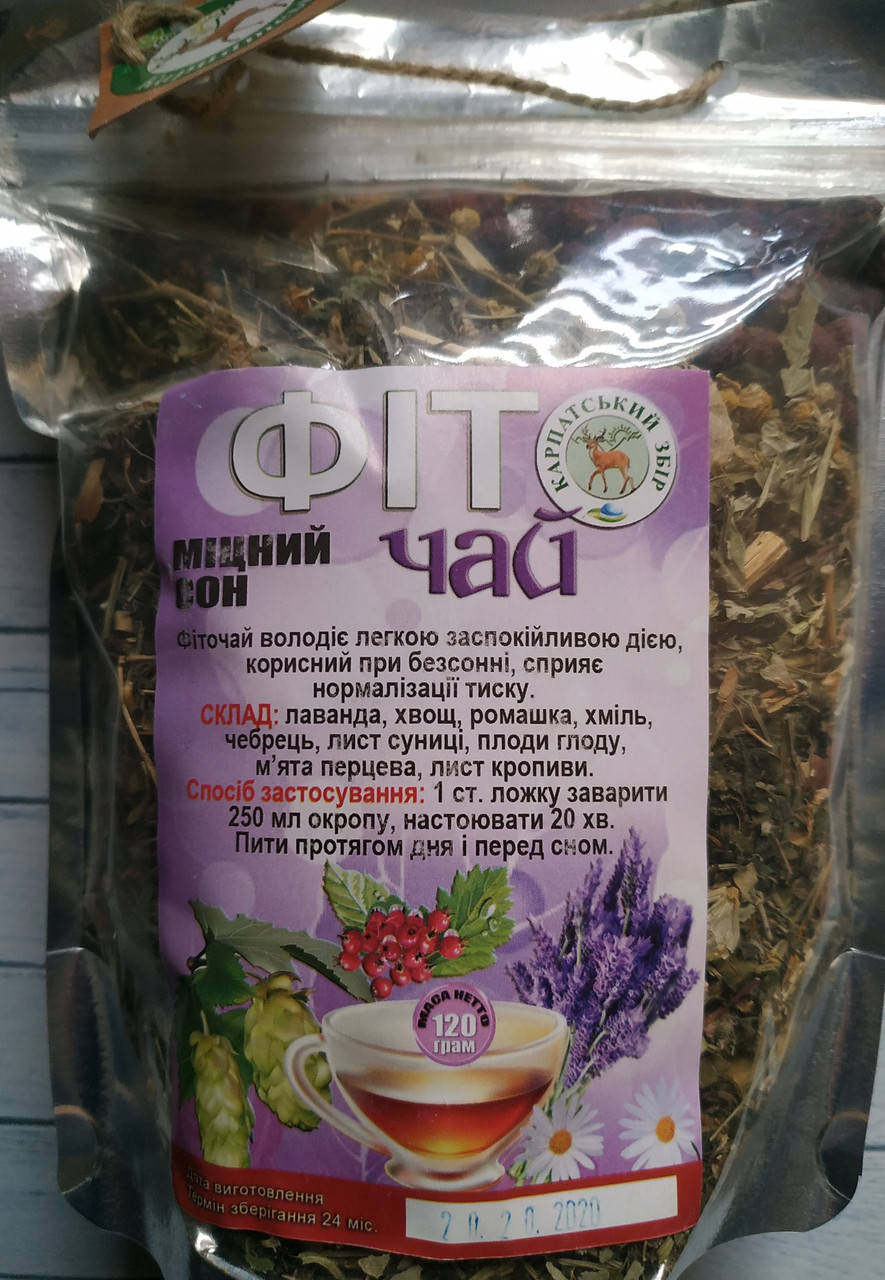 ФІТО
КАРПАТСЬКИЙ ЗБІР
чай
МІЦНИЙ
СОН
Фіточай володіє легкою заспокійливою дією,
корисний при безсонні, сприяє
нормалізації тиску.
СКЛАД: лаванда, хвощ, ромашка, хміль,
чебрець, лист суниці, плоди глоду,
м'ята перцева, лист кропиви.
Спосіб застосування: 1 ст. ложку заварити
250 мл окропу, настоювати 20 хв.
Пити протягом дня і перед сном.
МАСА НЕТТО
120
грам
Дата виготовлення
Термін зберігання 24 міс.
2020